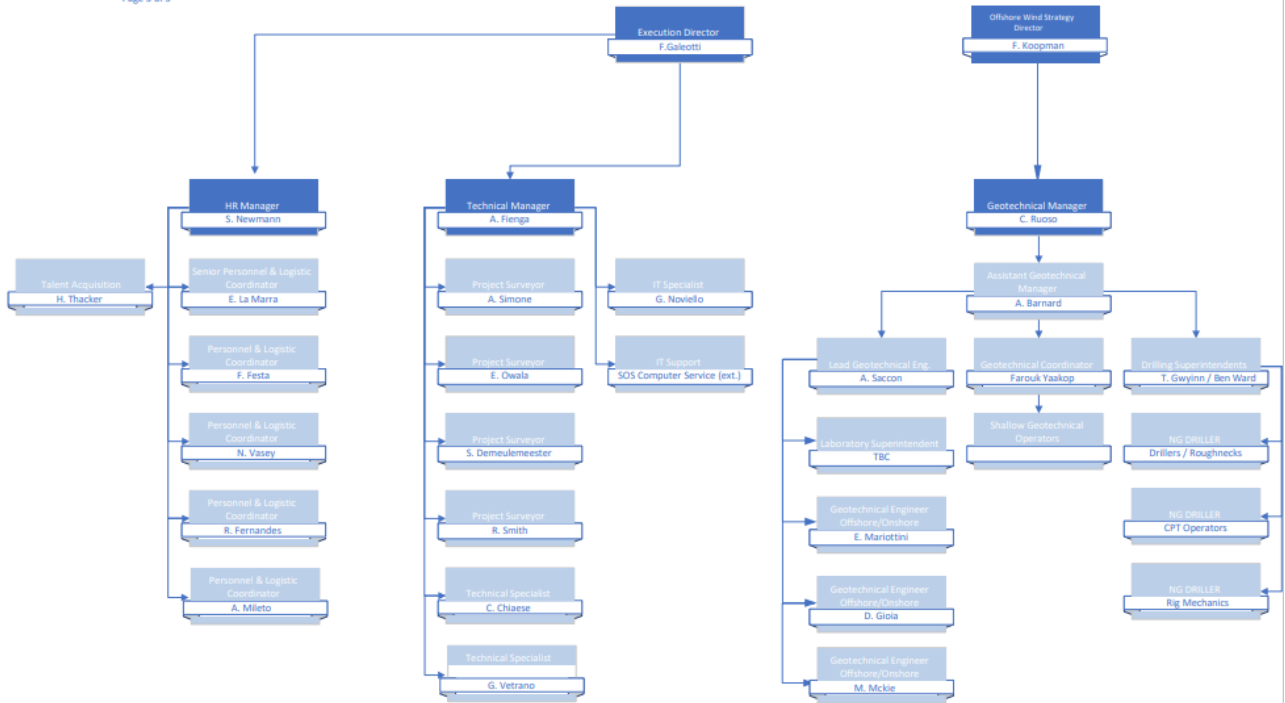 Execution Director
F.Galeotti
Offshore Wind Strategy
Director
F. Koopman
HR Manager
S. Newmann
Technical Manager
A. Fienga
Geotechnical Manager
C. Ruoso
Talent Acquisition
H. Thacker
Senior Personnel & Logistic
Coordinator
E. La Marra
Project Surveyor
A. Simone
IT Specialist
G. Noviello
Assistant Geotechnical
Manager
A. Barnard
Personnel & Logistic
Coordinator
F. Festa
Project Surveyor
E. Owala
IT Support
SOS Computer Service (ext.)
Lead Geotechnical Eng.
A. Saccon
Geotechnical Coordinator
Farouk Yaakop
Drilling Superintendents
T. Gwyinn / Ben Ward
Personnel & Logistic
Coordinator
N. Vasey
Project Surveyor
S. Demeulemeester
Laboratory Superintendent
TBC
Shallow Geotechnical
Operators
NG DRILLER
Drillers / Roughnecks
Personnel & Logistic
Coordinator
R. Fernandes
Project Surveyor
R. Smith
Geotechnical Engineer
Offshore/Onshore
E. Mariottini
NG DRILLER
CPT Operators
Personnel & Logistic
Coordinator
A. Mileto
Technical Specialist
C. Chiaese
Geotechnical Engineer
Offshore/Onshore
D. Gioia
NG DRILLER
Rig Mechanics
Technical Specialist
G. Vetrano
Geotechnical Engineer
Offshore/Onshore
M. Mckie